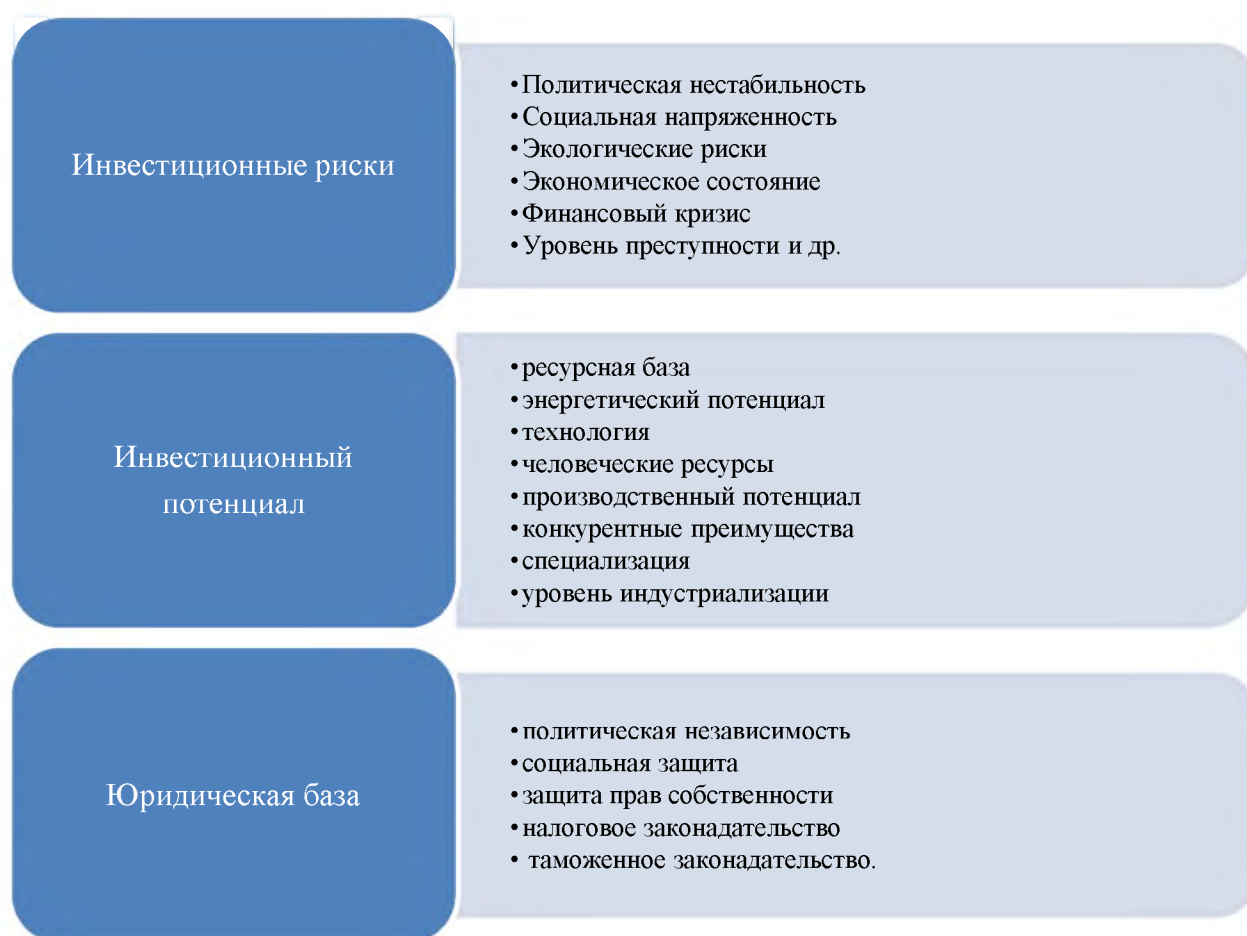 Инвестиционные риски
•Политическая нестабильность
•Социальная напряженность
•Экологические риски
•Экономическое состояние
•Финансовый кризис
•Уровень преступности и др.
Инвестиционный
потенциал
•ресурсная база
•энергетический потенциал
•технология
•человеческие ресурсы
•производственный потенциал
•конкурентные преимущества
•специализация
•уровень индустриализации
Юридическая база
•политическая независимость
•социальная защита
•защита прав собственности
•налоговое законадательство
• таможенное законадательство.